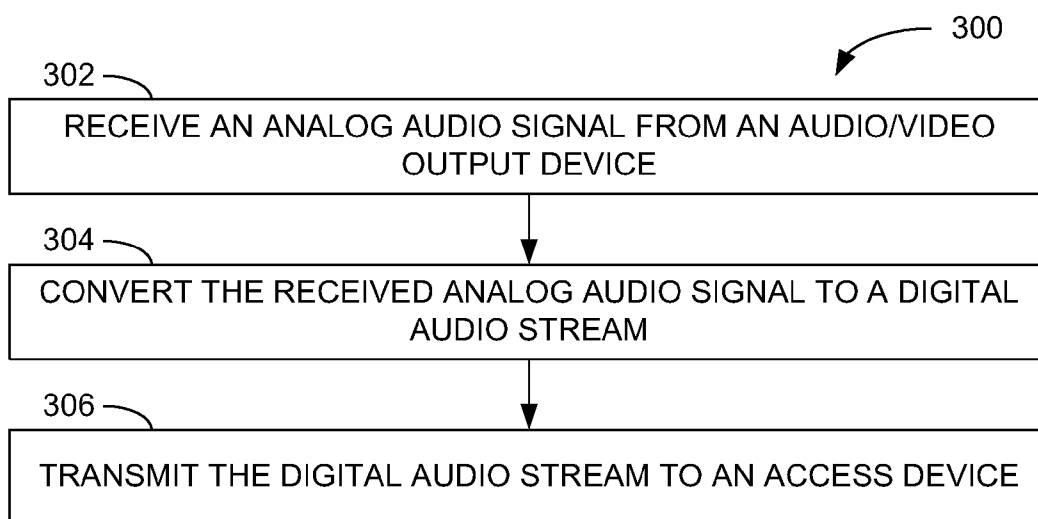 300
302
RECEIVE AN ANALOG AUDIO SIGNAL FROM AN AUDIO/VIDEO
OUTPUT DEVICE
304
CONVERT THE RECEIVED ANALOG AUDIO SIGNAL TO A DIGITAL
AUDIO STREAM
306
TRANSMIT THE DIGITAL AUDIO STREAM TO AN ACCESS DEVICE